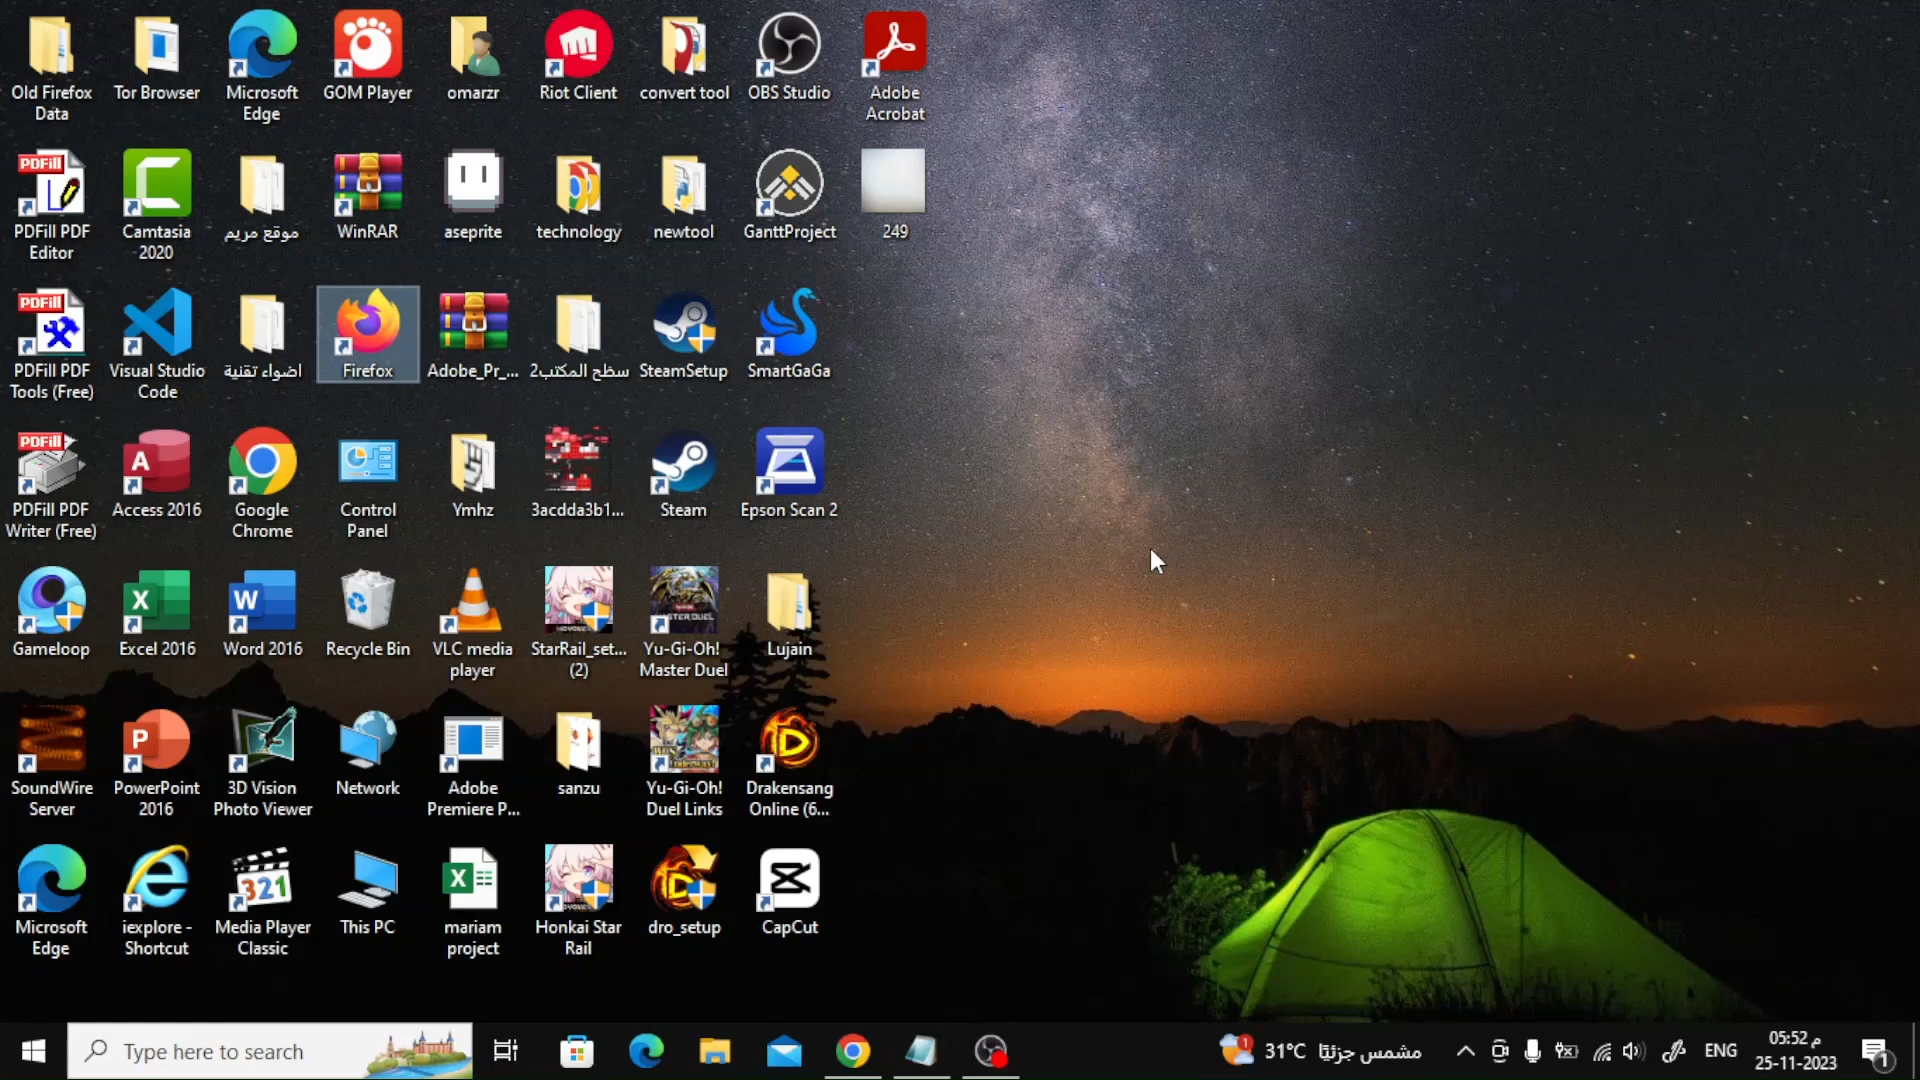 Old Firefox Data
Tor Browser
Microsoft Edge
GOM Player
omarzr
Riot Client
convert tool
OBS Studio
Adobe Acrobat
PDFill
PDFill PDF Editor
Camtasia 2020
موقع مريم
WinRAR
aseprite
technology
newtool
GanttProject
249
PDFill
PDFill PDF Tools (Free)
Visual Studio Code
اضواء تقنية
Firefox
Adobe_Pr_...
سطح المكتب2
SteamSetup
SmartGaGa
PDFill
PDFill PDF Writer (Free)
Access 2016
Google Chrome
Control Panel
Ymhz
3acdda3b1...
Steam
Epson Scan 2
Gameloop
Excel 2016
Word 2016
Recycle Bin
VLC media player
StarRail_set... (2)
Yu-Gi-Oh! Master Duel
Lujain
SoundWire Server
PowerPoint 2016
3D Vision Photo Viewer
Network
Adobe Premiere P...
sanzu
Yu-Gi-Oh! Duel Links
Drakensang Online (6...
Microsoft Edge
iexplore - Shortcut
321
Media Player Classic
This PC
mariam project
Honkai Star Rail
dro_setup
CapCut
Type here to search
1
31°C مشمس جزئيًا
ENG
05:52 م
25-11-2023
1